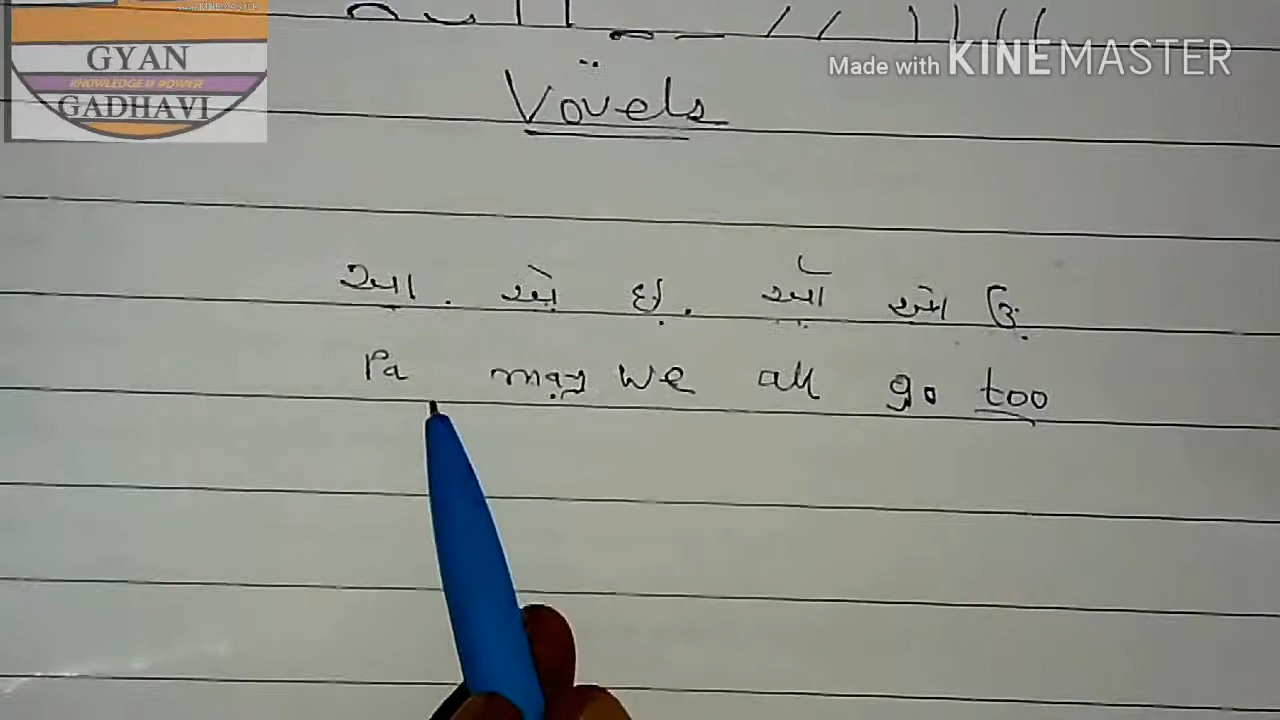 GYAN
KNOWLEDGE IS POWER
GADHAVI
Made with KINEMASTER
Vowels
આ. એ ઇ. ઑ ઓ ઉ.
Pa may we all go too